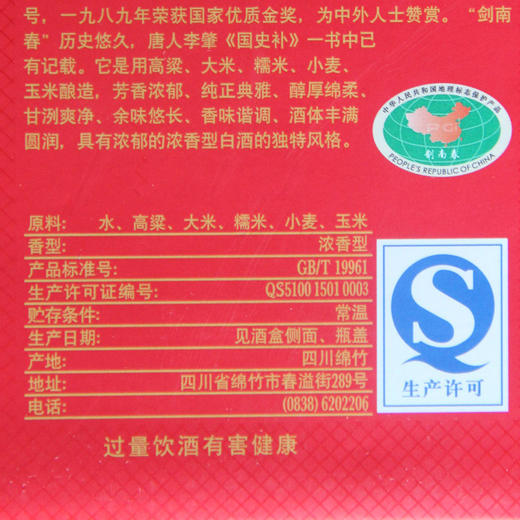 号，一九八九年荣获国家优质金奖，为中外人士赞赏。“剑南
春”历史悠久，唐人李肇《国史补》一书中已
有记载。它是用高粱、大米、糯米、小麦、
玉米酿造，芳香浓郁、纯正典雅、醇厚绵柔、
甘洌爽净、余味悠长、香味谐调、酒体丰满
圆润，具有浓郁的浓香型白酒的独特风格。
中华人民共和国地理标志保护产品
PGI
剑南春
PEOPLE'S REPUBLIC OF CHINA
原料： 水、高粱、大米、糯米、小麦、玉米
香型： 浓香型
产品标准号： GB/T 19961
生产许可证编号： QS5100 1501 0003
贮存条件： 常温
生产日期： 见酒盒侧面、瓶盖
产地： 四川绵竹
地址： 四川省绵竹市春溢街289号
电话： (0838) 6202206
QS
生产许可
过量饮酒有害健康